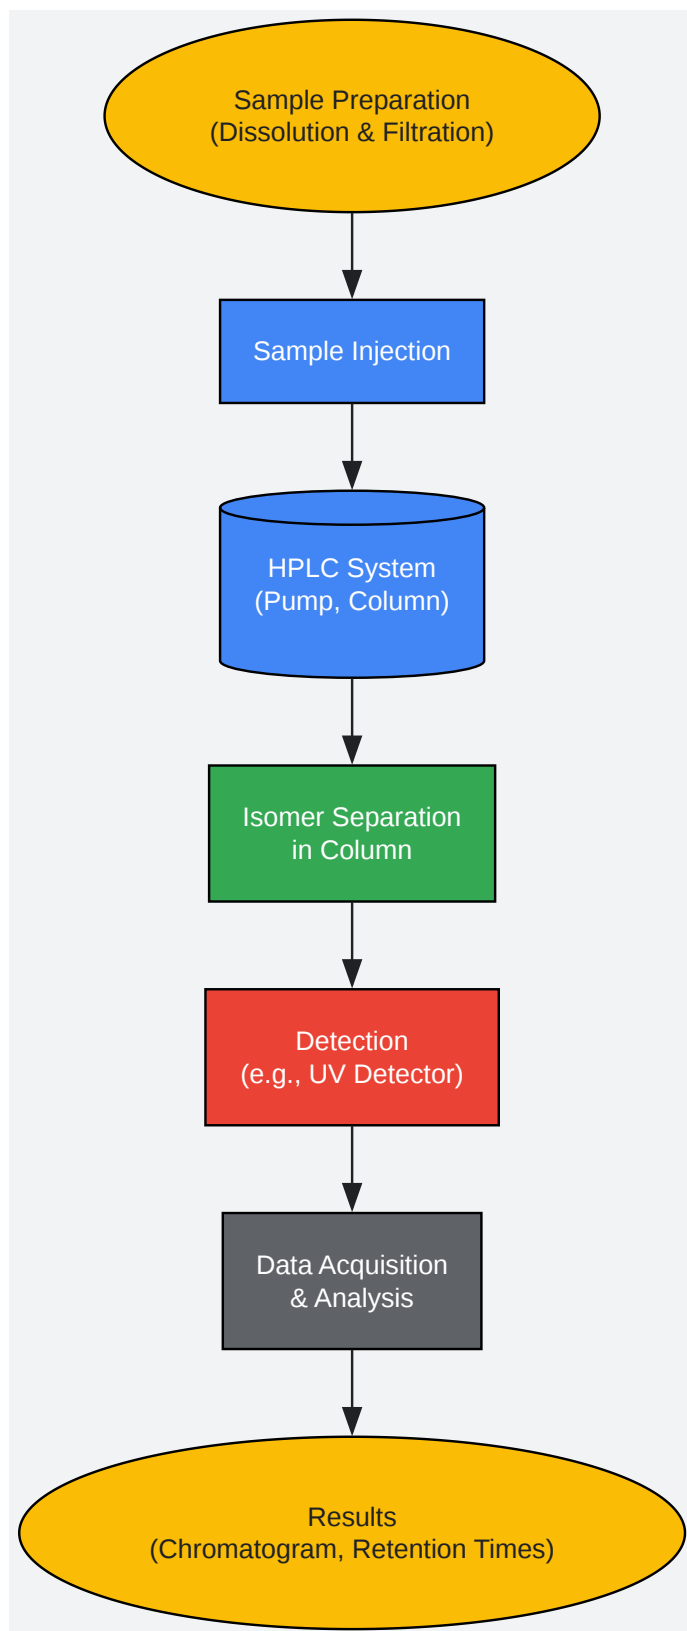 Sample Preparation
(Dissolution & Filtration)
Sample Injection
HPLC System
(Pump, Column)
Isomer Separation
in Column
Detection
(e.g., UV Detector)
Data Acquisition
& Analysis
Results
(Chromatogram, Retention Times)